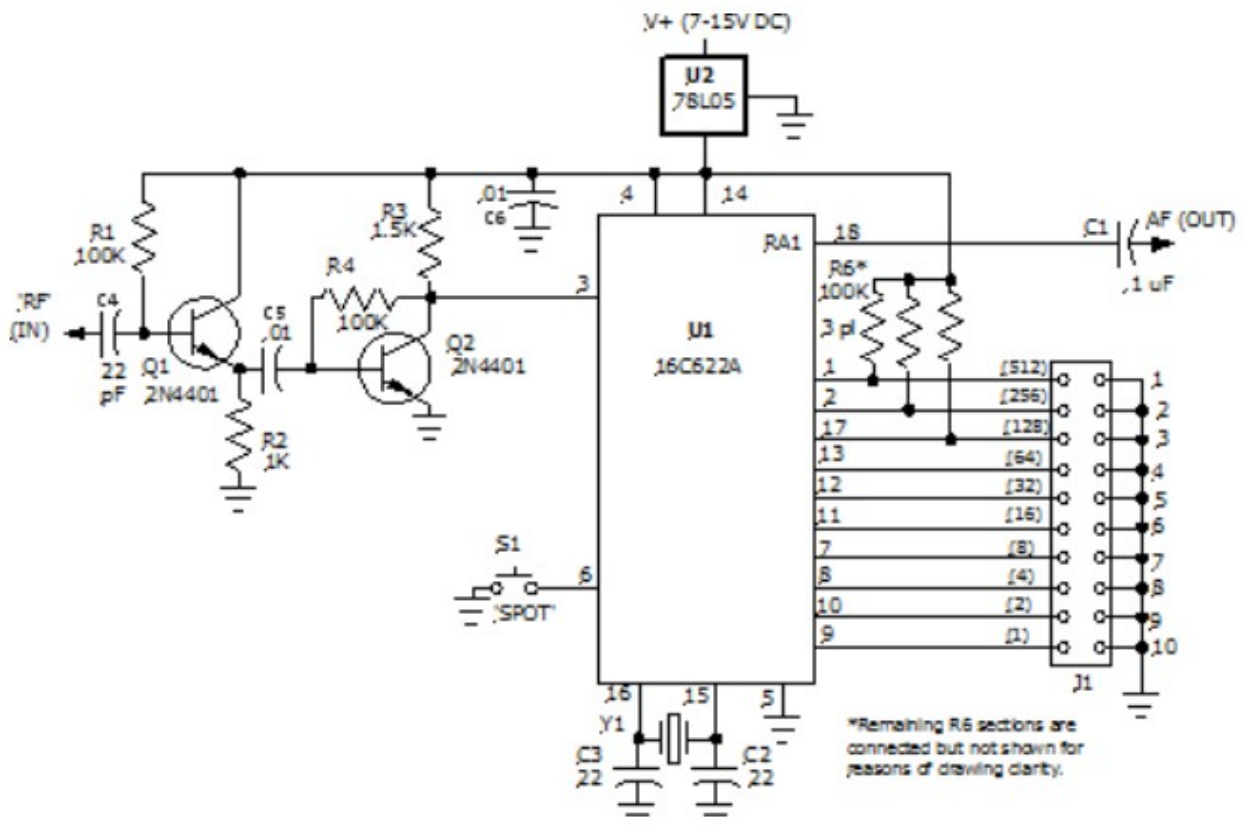 V+ (7-15V DC)
U2
78L05
R1
100K
R3
1.5K
.01
C6
4
14
RA1
18
C1
AF (OUT)
.1 uF
'RF'
(IN)
C4
22
pF
Q1
2N4401
C5
.01
R4
100K
Q2
2N4401
R2
1K
3
U1
16C622A
R6*
100K
3 pl
1
(512)
1
2
(256)
2
17
(128)
3
13
(64)
4
12
(32)
5
11
(16)
6
7
(8)
7
8
(4)
8
10
(2)
9
9
(1)
10
J1
S1
'SPOT'
6
16
15
5
Y1
C3
22
C2
22
*Remaining R6 sections are
connected but not shown for
reasons of drawing clarity.